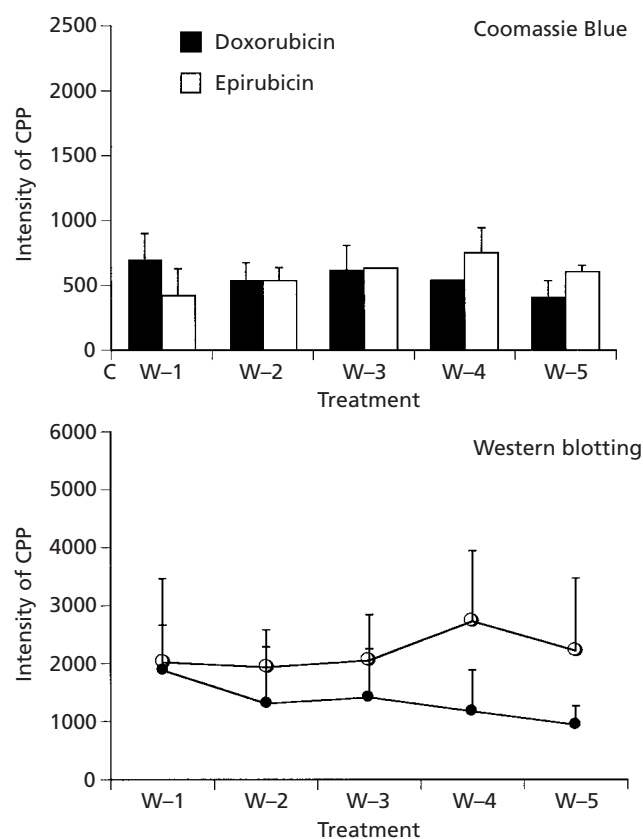 Coomassie Blue
Doxorubicin
Epirubicin
Intensity of CPP
2500
2000
1500
1000
500
0
C W–1 W–2 W–3 W–4 W–5
Treatment
Western blotting
Intensity of CPP
6000
5000
4000
3000
2000
1000
0
W–1 W–2 W–3 W–4 W–5
Treatment